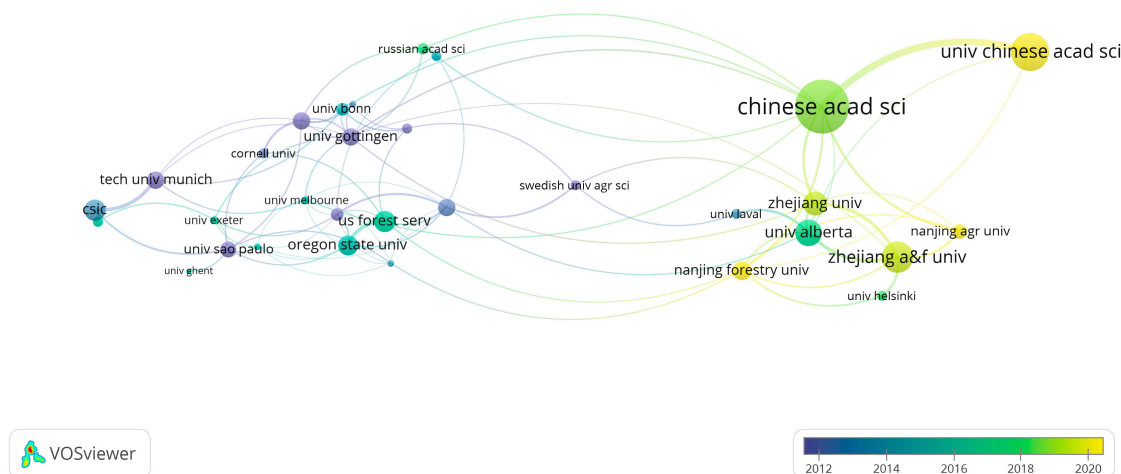 russian acad sci
univ chinese acad sci
chinese acad sci
univ bonn
univ gottingen
cornell univ
tech univ munich
swedish univ agr sci
univ melbourne
zhejiang univ
csic
univ exeter
us forest serv
univ laval
univ alberta
nanjing agr univ
univ sao paulo
oregon state univ
zhejiang a&f univ
univ ghent
nanjing forestry univ
univ helsinki
VOSviewer
2012 2014 2016 2018 2020